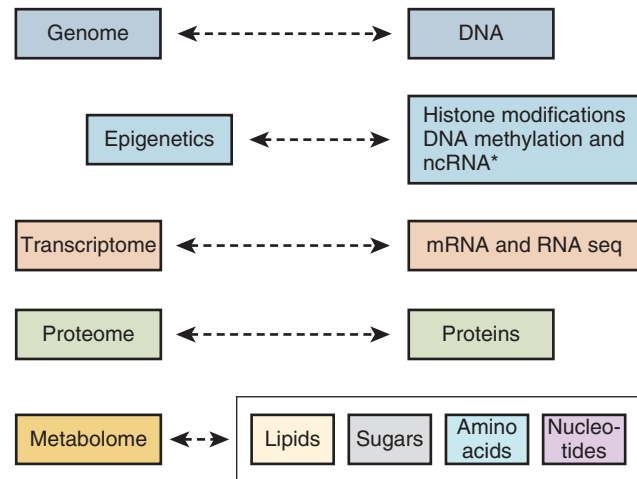 Genome
DNA
Epigenetics
Histone modifications
DNA methylation and
ncRNA*
Transcriptome
mRNA and RNA seq
Proteome
Proteins
Metabolome
Lipids
Sugars
Amino
acids
Nucleo-
tides